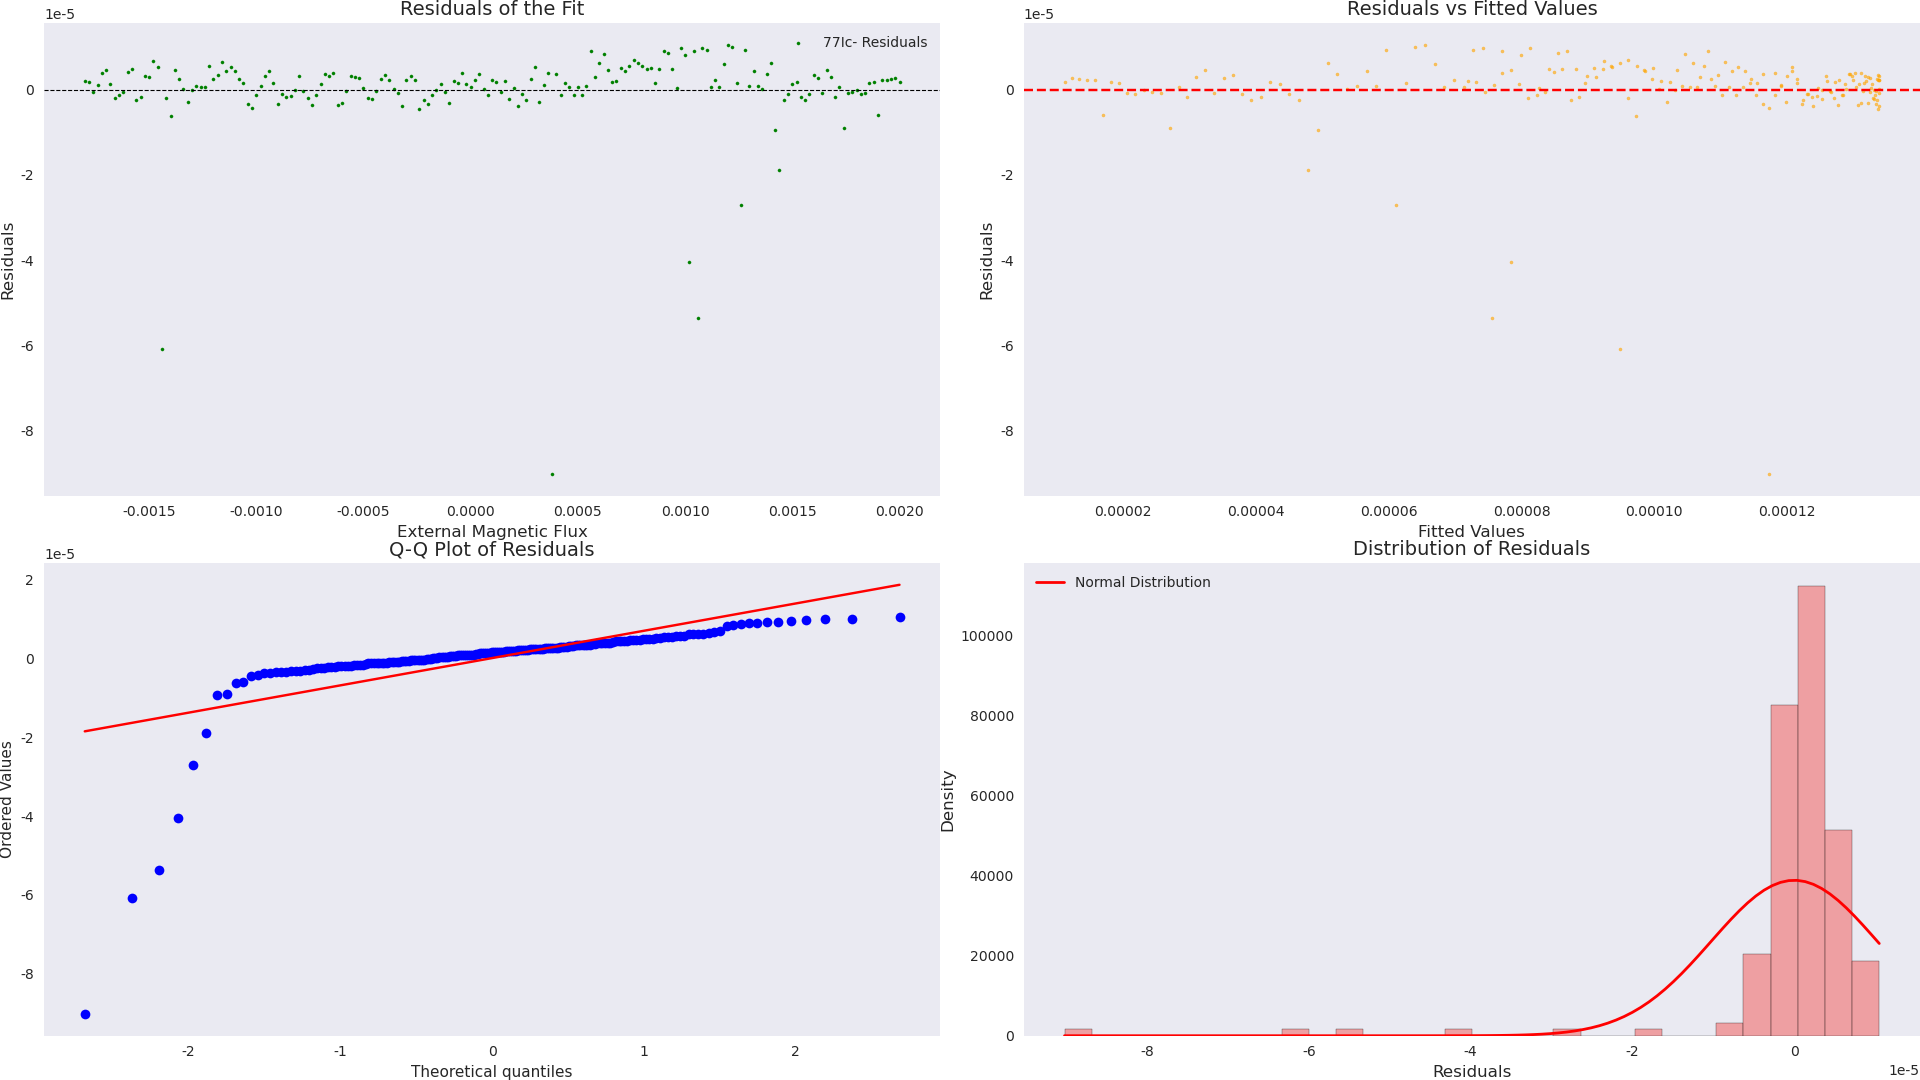 Residuals of the Fit
1e-5
77Ic- Residuals
0
-2
-4
-6
-8
Residuals
-0.0015 -0.0010 -0.0005 0.0000 0.0005 0.0010 0.0015 0.0020
External Magnetic Flux
Residuals vs Fitted Values
1e-5
0
-2
-4
-6
-8
Residuals
0.00002 0.00004 0.00006 0.00008 0.00010 0.00012
Fitted Values
Q-Q Plot of Residuals
1e-5
2
0
-2
-4
-6
-8
Ordered Values
-2 -1 0 1 2
Theoretical quantiles
Distribution of Residuals
Normal Distribution
100000
80000
60000
40000
20000
0
Density
-8 -6 -4 -2 0
1e-5
Residuals